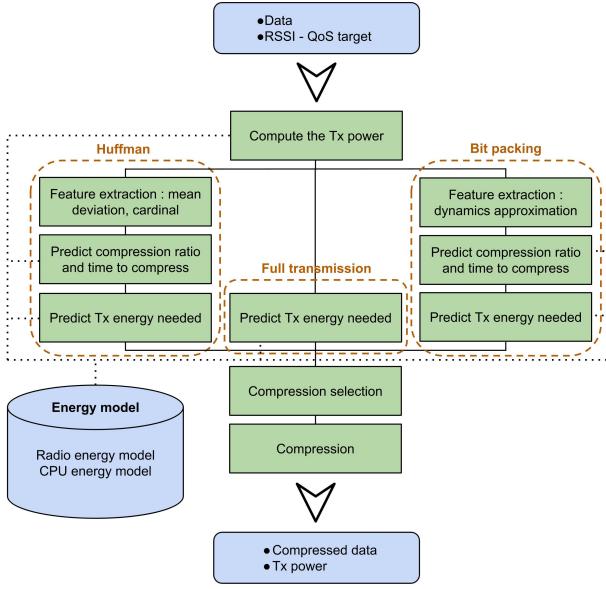 ●Data
●RSSI - QoS target
Compute the Tx power
Huffman
Feature extraction : mean
deviation, cardinal
Predict compression ratio
and time to compress
Predict Tx energy needed
Full transmission
Predict Tx energy needed
Bit packing
Feature extraction :
dynamics approximation
Predict compression ratio
and time to compress
Predict Tx energy needed
Compression selection
Compression
Energy model
Radio energy model
CPU energy model
●Compressed data
●Tx power